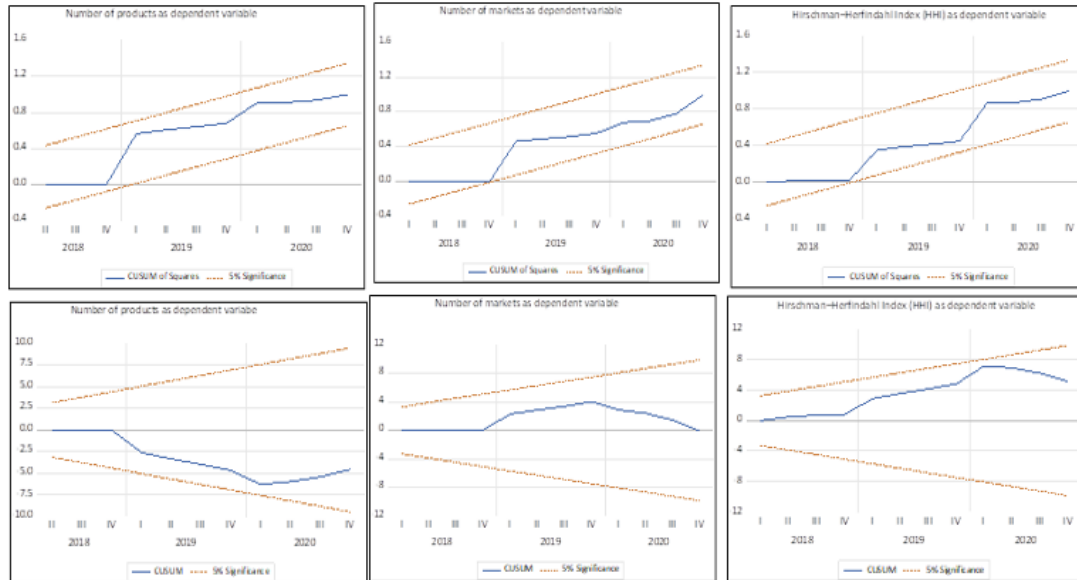 Number of products as dependent variable
1.6
1.2
0.8
0.4
0.0
0.4
II III IV I II III IV I II III IV
2018 2019 2020
CUSUM of Squares 5% Significance
Number of markets as dependent variable
1.6
1.2
0.8
0.4
0.0
0.4
I II III IV I II III IV I II III IV
2018 2019 2020
CUSUM of Squares 5% Significance
Hirschman-Herfindahl Index (HHI) as dependent variable
1.6
1.2
0.8
0.4
0.0
0.4
I II III IV I II III IV I II III IV
2018 2019 2020
CUSUM of Squares 5% Significance
Number of products as dependent variable
10.0
7.5
5.0
2.5
0.0
2.5
5.0
7.5
10.0
II III IV I II III IV I II III IV
2018 2019 2020
CUSUM 5% Significance
Number of markets as dependent variable
12
8
4
0
4
8
12
I II III IV I II III IV I II III IV
2018 2019 2020
CUSUM 5% Significance
Hirschman-Herfindahl Index (HHI) as dependent variable
12
8
4
0
4
8
12
I II III IV I II III IV I II III IV
2018 2019 2020
CUSUM 5% Significance